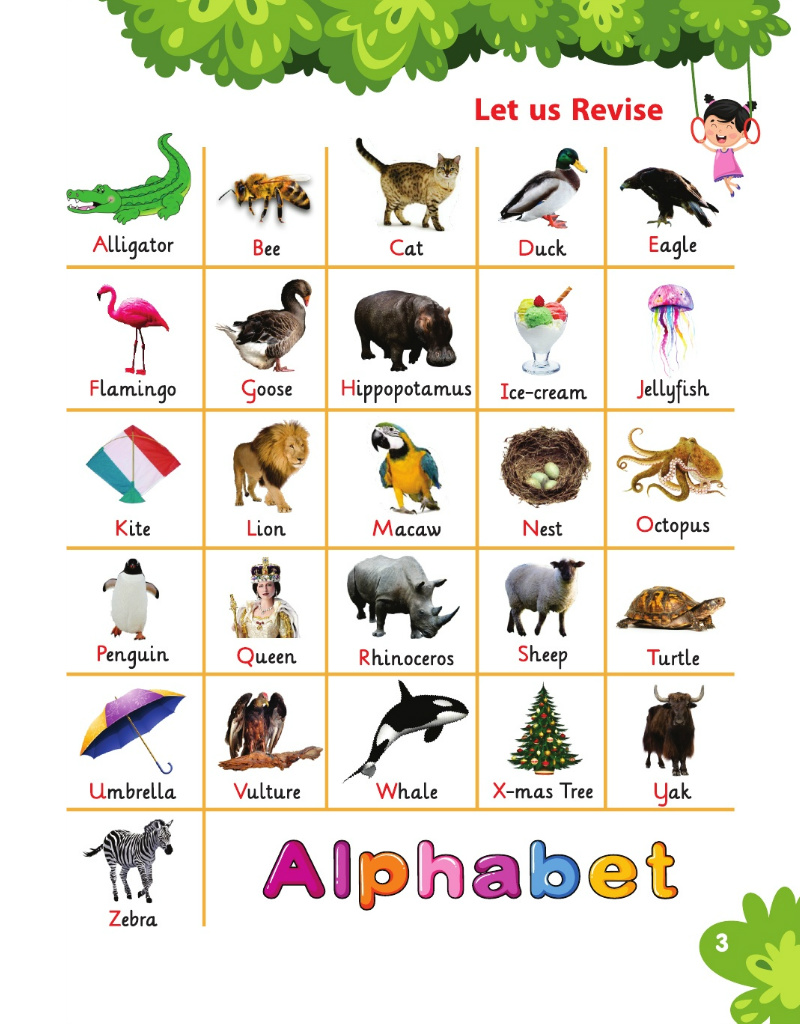 Let us Revise
Alligator
Bee
Cat
Duck
Eagle
Flamingo
Goose
Hippopotamus
Ice-cream
Jellyfish
Kite
Lion
Macaw
Nest
Octopus
Penguin
Queen
Rhinoceros
Sheep
Turtle
Umbrella
Vulture
Whale
X-mas Tree
Yak
Zebra
Alphabet
3